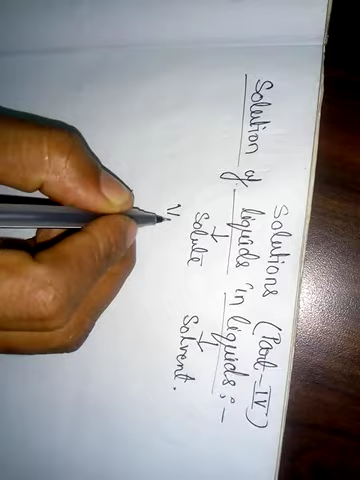 Solutions (Part-IV)
Solution of liquids in liquids:-
Solute Solvent.